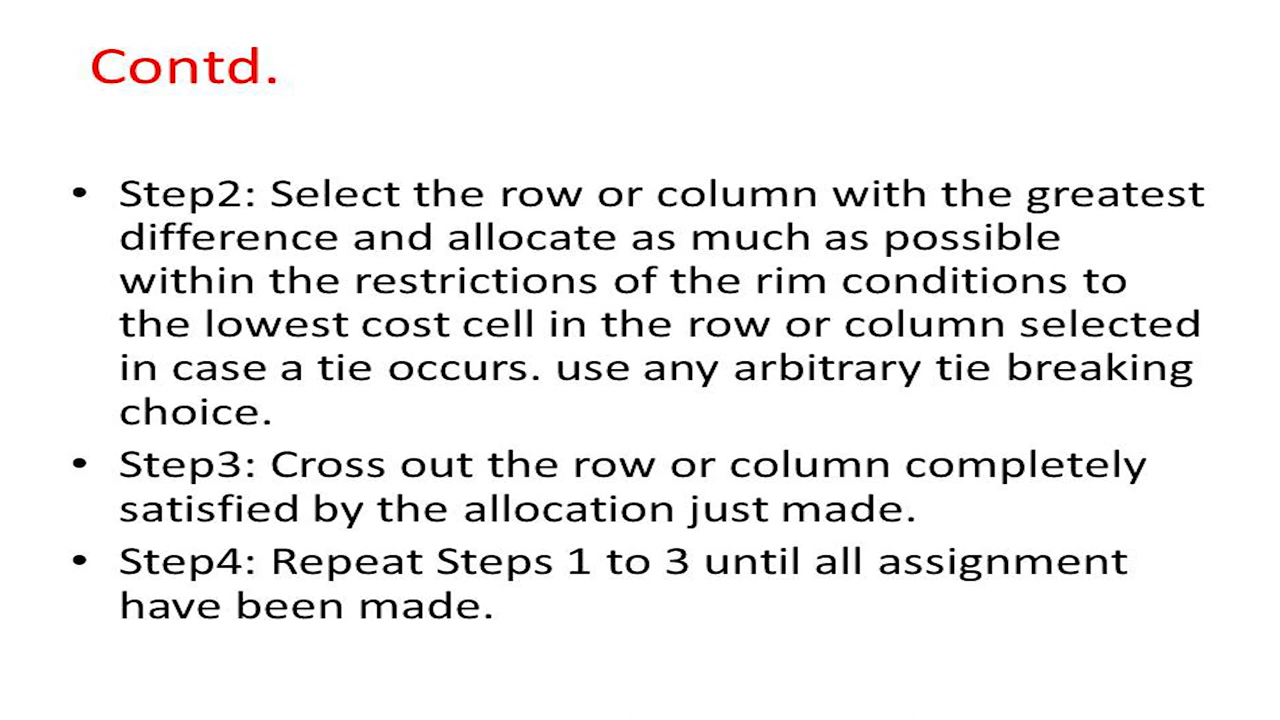 Contd.
• Step2: Select the row or column with the greatest
difference and allocate as much as possible
within the restrictions of the rim conditions to
the lowest cost cell in the row or column selected
in case a tie occurs. use any arbitrary tie breaking
choice.
• Step3: Cross out the row or column completely
satisfied by the allocation just made.
• Step4: Repeat Steps 1 to 3 until all assignment
have been made.